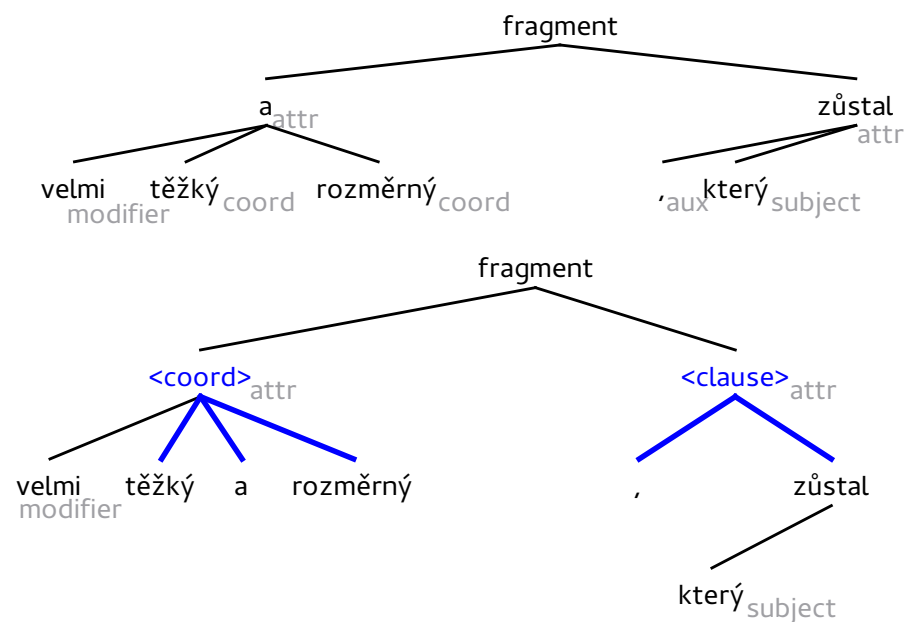 fragment
a attr zůstal attr
velmi modifier těžký coord rozměrný coord , aux který subject
fragment
<coord> attr <clause> attr
velmi modifier těžký a rozměrný , zůstal
který subject